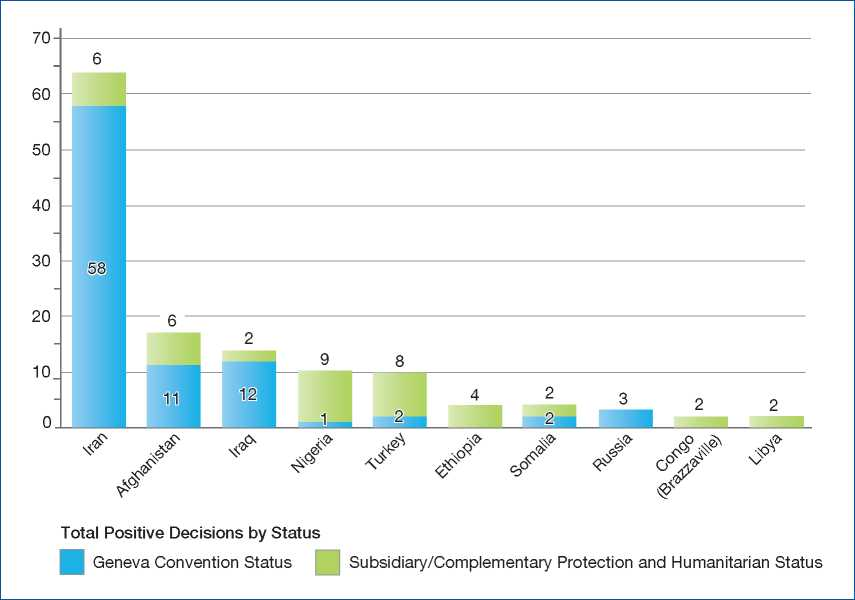 70
60
50
40
30
20
10
0
6
58
6
11
2
12
9
1
8
2
4
2
2
3
2
2
Iran
Afghanistan
Iraq
Nigeria
Turkey
Ethiopia
Somalia
Russia
Congo
(Brazzaville)
Libya
Total Positive Decisions by Status
Geneva Convention Status
Subsidiary/Complementary Protection and Humanitarian Status